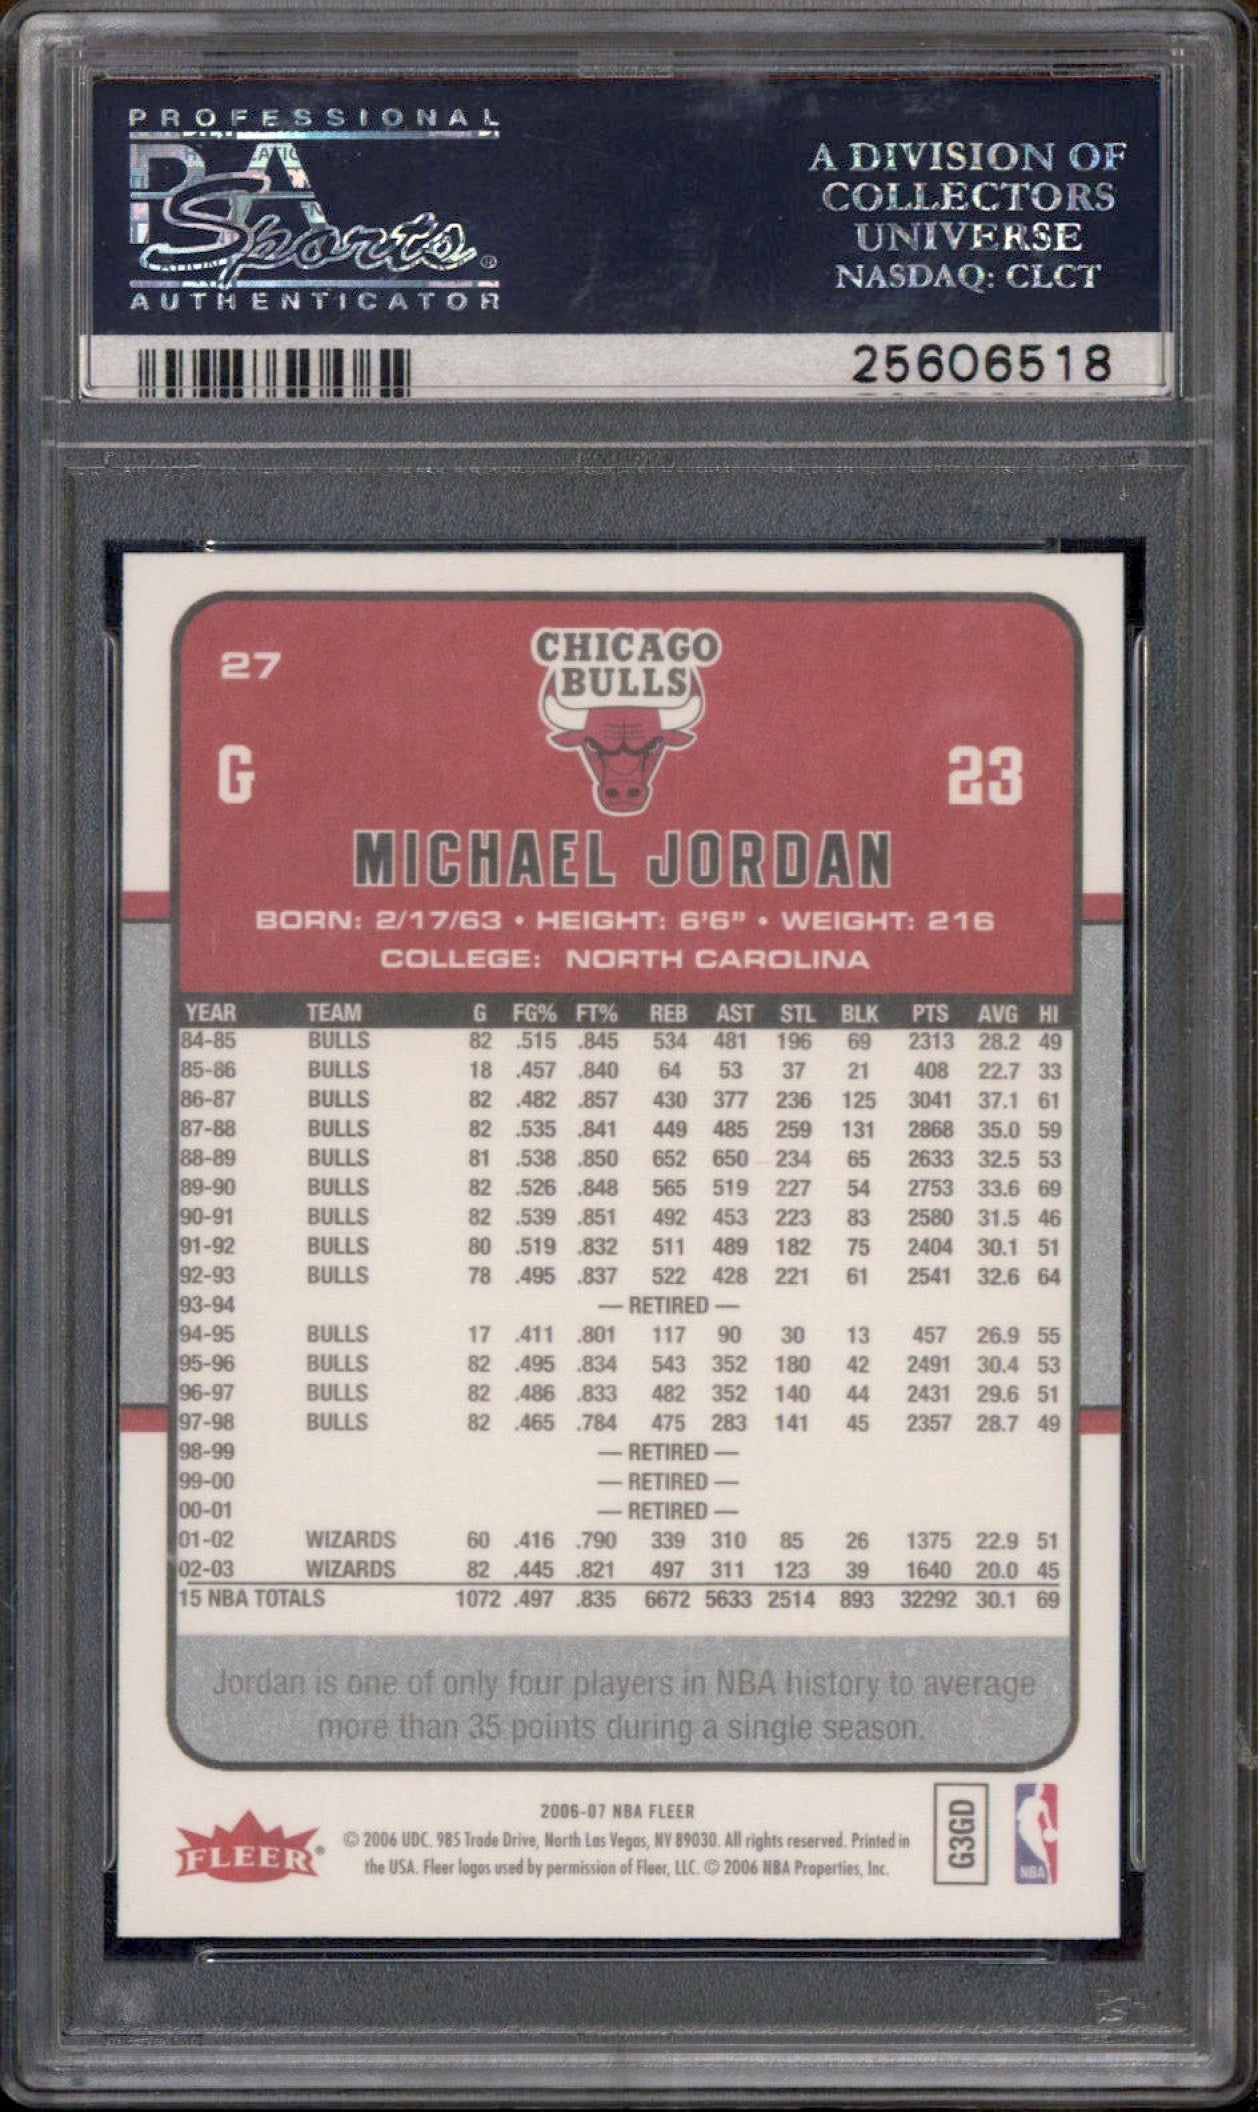 PROFESSIONAL
PSA
Sports®
AUTHENTICATOR
A DIVISION OF
COLLECTORS
UNIVERSE
NASDAQ: CLCT
25606518
27
CHICAGO
BULLS
G
23
MICHAEL JORDAN
BORN: 2/17/63 • HEIGHT: 6'6" • WEIGHT: 216
COLLEGE: NORTH CAROLINA
YEAR TEAM G FG% FT% REB AST STL BLK PTS AVG HI
84-85 BULLS 82 .515 .845 534 481 196 69 2313 28.2 49
85-86 BULLS 18 .457 .840 64 53 37 21 408 22.7 33
86-87 BULLS 82 .482 .857 430 377 236 125 3041 37.1 61
87-88 BULLS 82 .535 .841 449 485 259 131 2868 35.0 59
88-89 BULLS 81 .538 .850 652 650 234 65 2633 32.5 53
89-90 BULLS 82 .526 .848 565 519 227 54 2753 33.6 69
90-91 BULLS 82 .539 .851 492 453 223 83 2580 31.5 46
91-92 BULLS 80 .519 .832 511 489 182 75 2404 30.1 51
92-93 BULLS 78 .495 .837 522 428 221 61 2541 32.6 64
93-94 — RETIRED —
94-95 BULLS 17 .411 .801 117 90 30 13 457 26.9 55
95-96 BULLS 82 .495 .834 543 352 180 42 2491 30.4 53
96-97 BULLS 82 .486 .833 482 352 140 44 2431 29.6 51
97-98 BULLS 82 .465 .784 475 283 141 45 2357 28.7 49
98-99 — RETIRED —
99-00 — RETIRED —
00-01 — RETIRED —
01-02 WIZARDS 60 .416 .790 339 310 85 26 1375 22.9 51
02-03 WIZARDS 82 .445 .821 497 311 123 39 1640 20.0 45
15 NBA TOTALS 1072 .497 .835 6672 5633 2514 893 32292 30.1 69
Jordan is one of only four players in NBA history to average
more than 35 points during a single season.
FLEER®
2006-07 NBA FLEER
© 2006 UDC. 985 Trade Drive, North Las Vegas, NV 89030. All rights reserved. Printed in
the USA. Fleer logos used by permission of Fleer, LLC. © 2006 NBA Properties, Inc.
G3GD
NBA